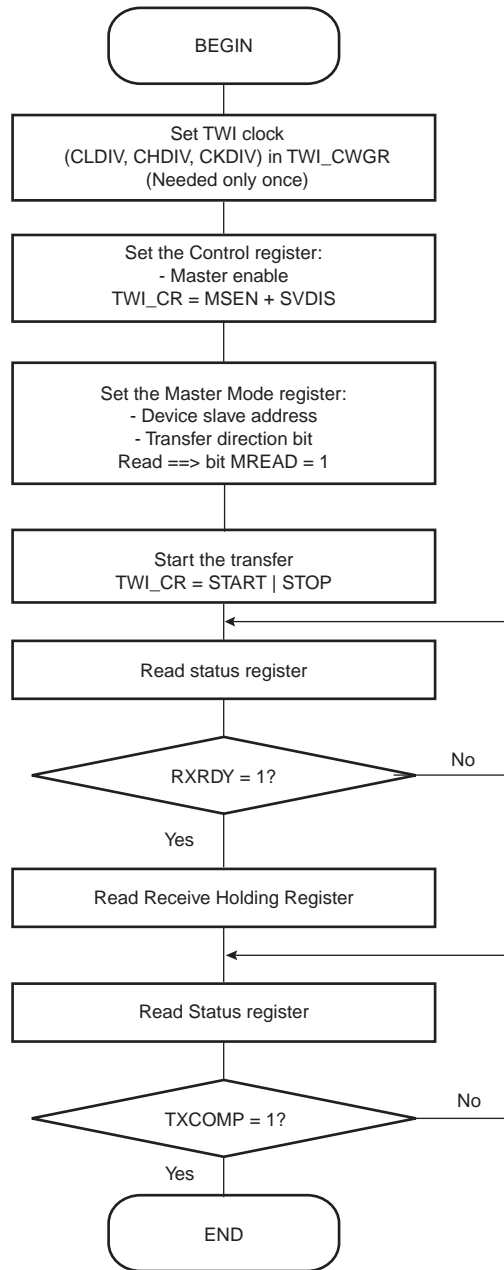 BEGIN
Set TWI clock
(CLDIV, CHDIV, CKDIV) in TWI_CWGR
(Needed only once)
Set the Control register:
- Master enable
TWI_CR = MSEN + SVDIS
Set the Master Mode register:
- Device slave address
- Transfer direction bit
Read ==> bit MREAD = 1
Start the transfer
TWI_CR = START | STOP
Read status register
RXRDY = 1?
No
Yes
Read Receive Holding Register
Read Status register
TXCOMP = 1?
No
Yes
END